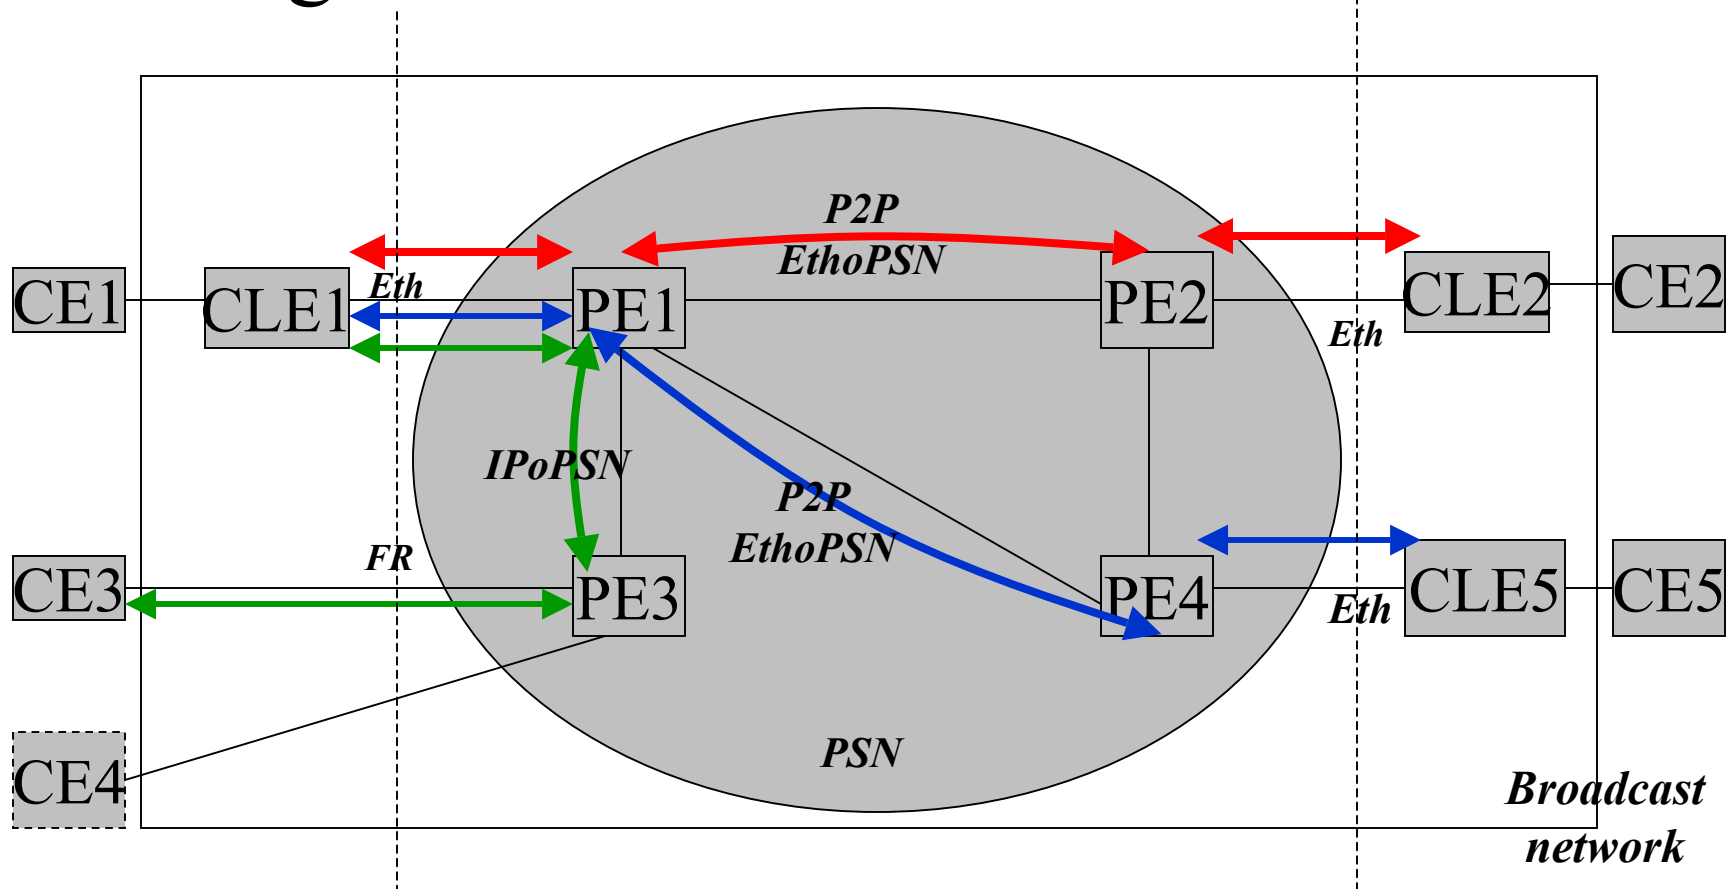 P2P
EthoPSN
Eth
CE1
CLE1
PE1
PE2
CLE2
CE2
Eth
IPoPSN
P2P
EthoPSN
FR
CE3
PE3
PE4
CLE5
CE5
Eth
PSN
CE4
Broadcast
network